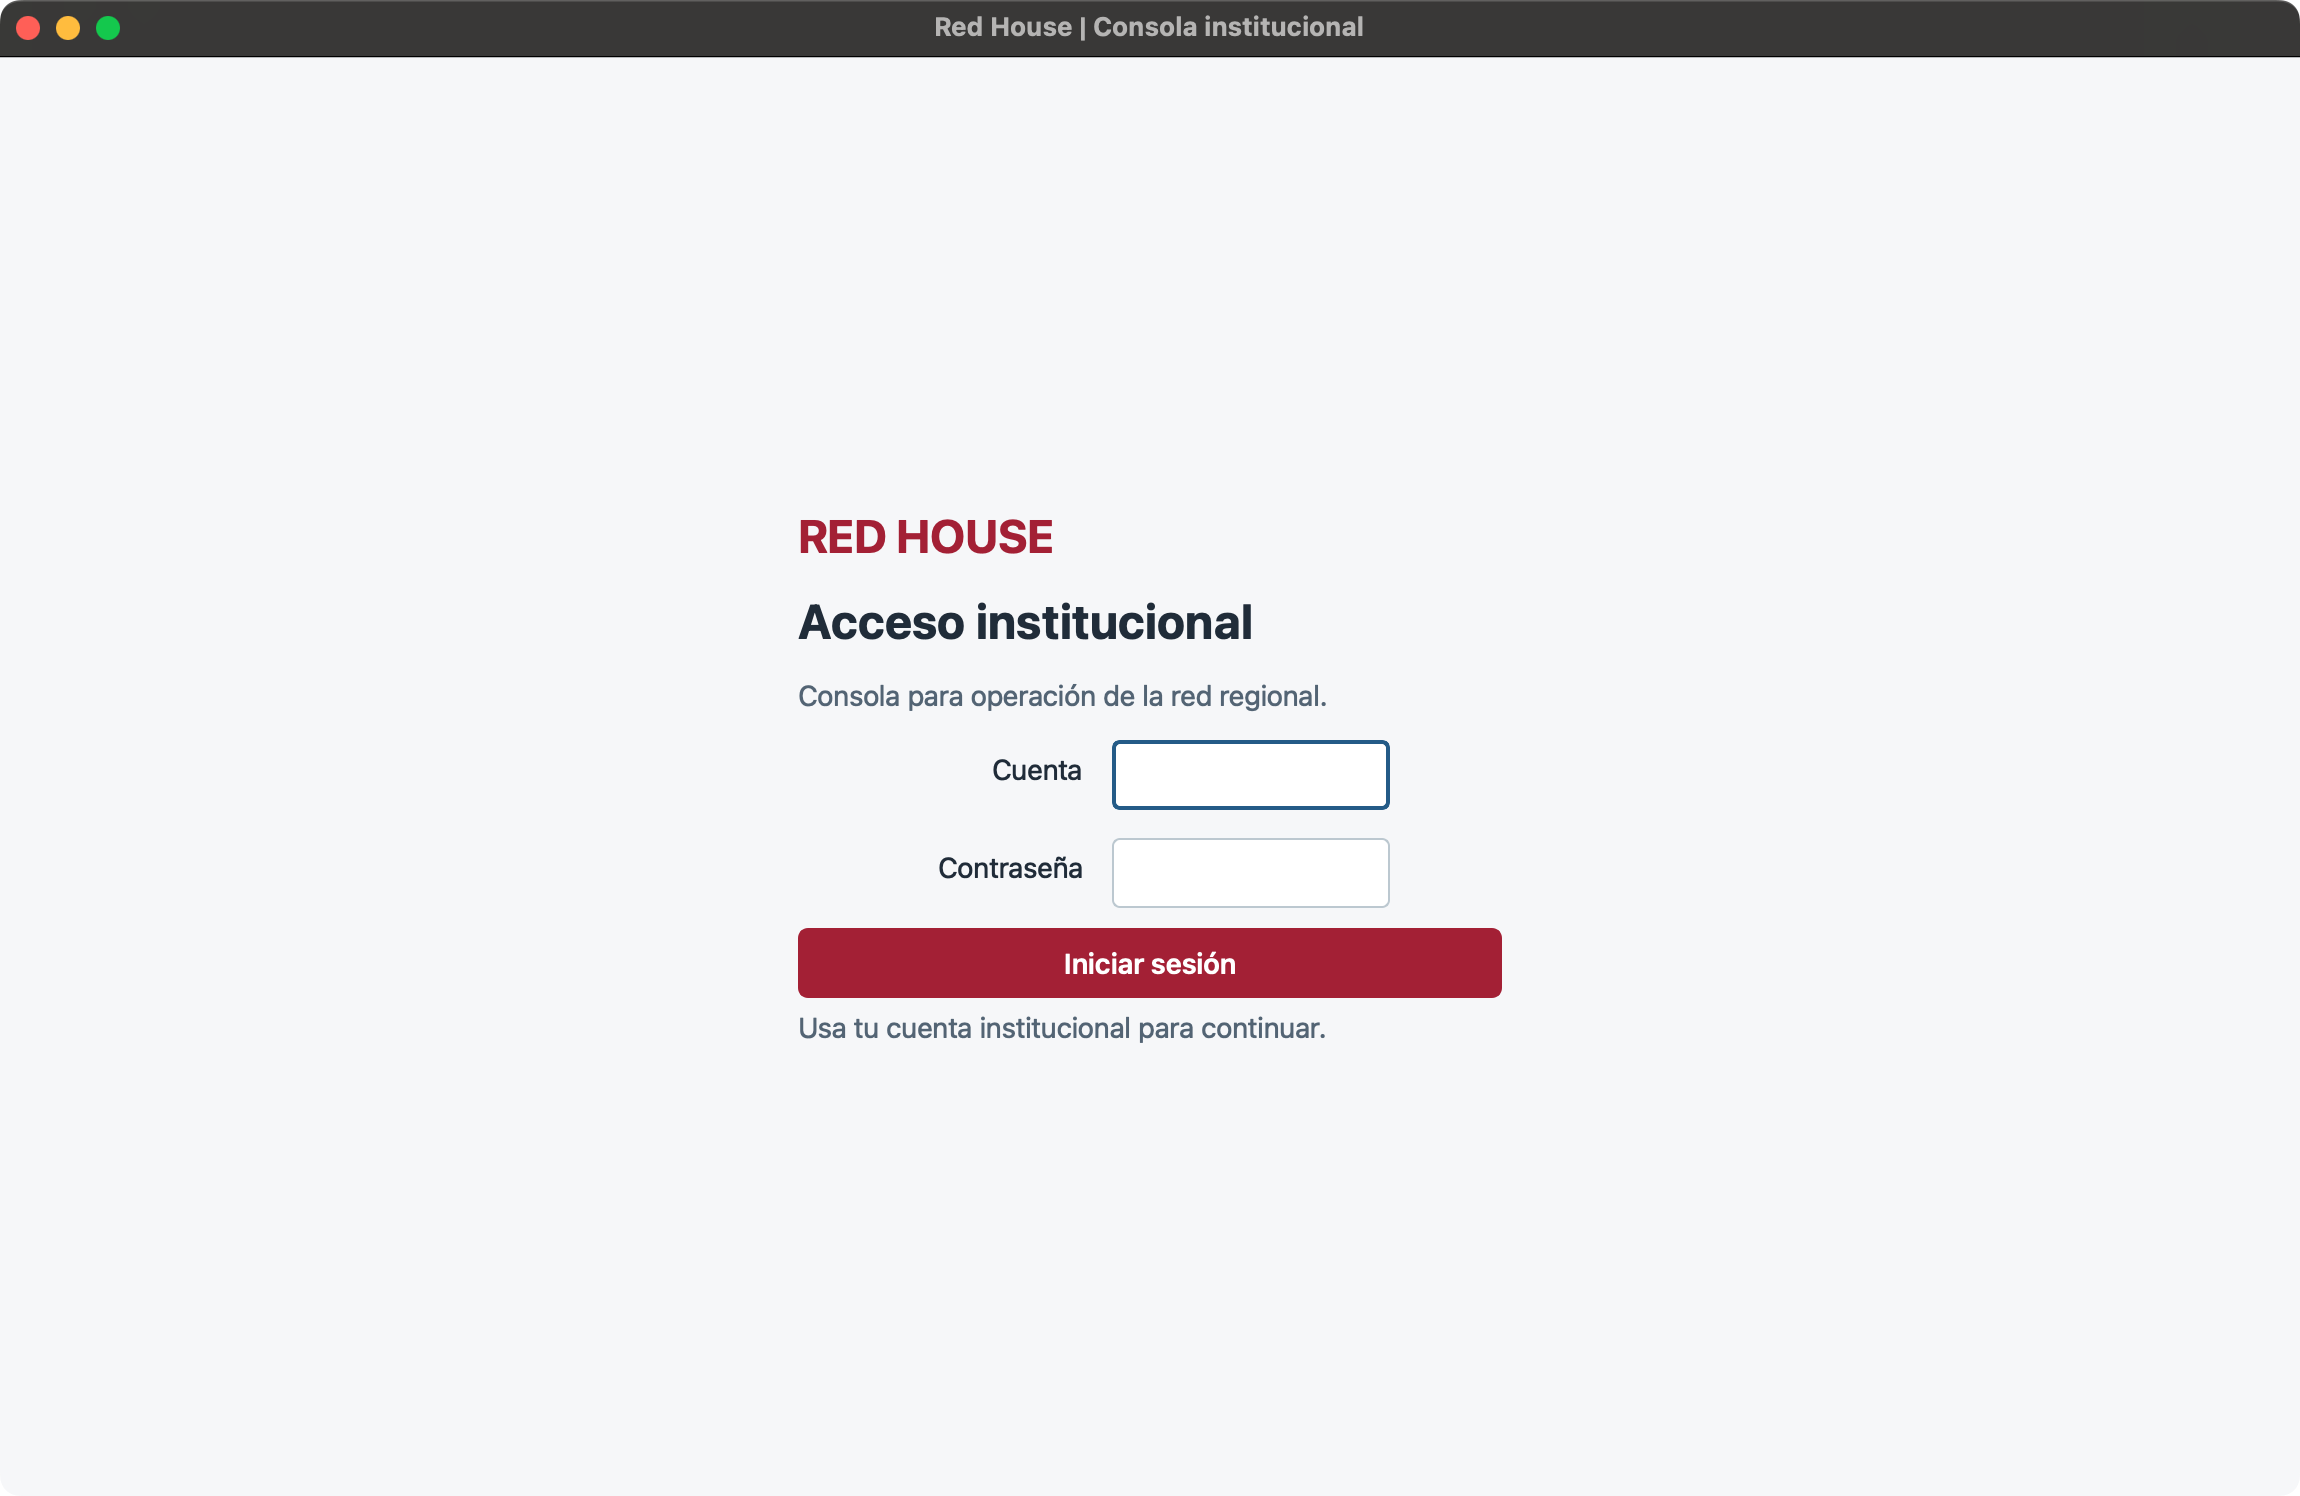 Red House | Consola institucional
RED HOUSE
Acceso institucional
Consola para operación de la red regional.
Cuenta
Contraseña
Iniciar sesión
Usa tu cuenta institucional para continuar.